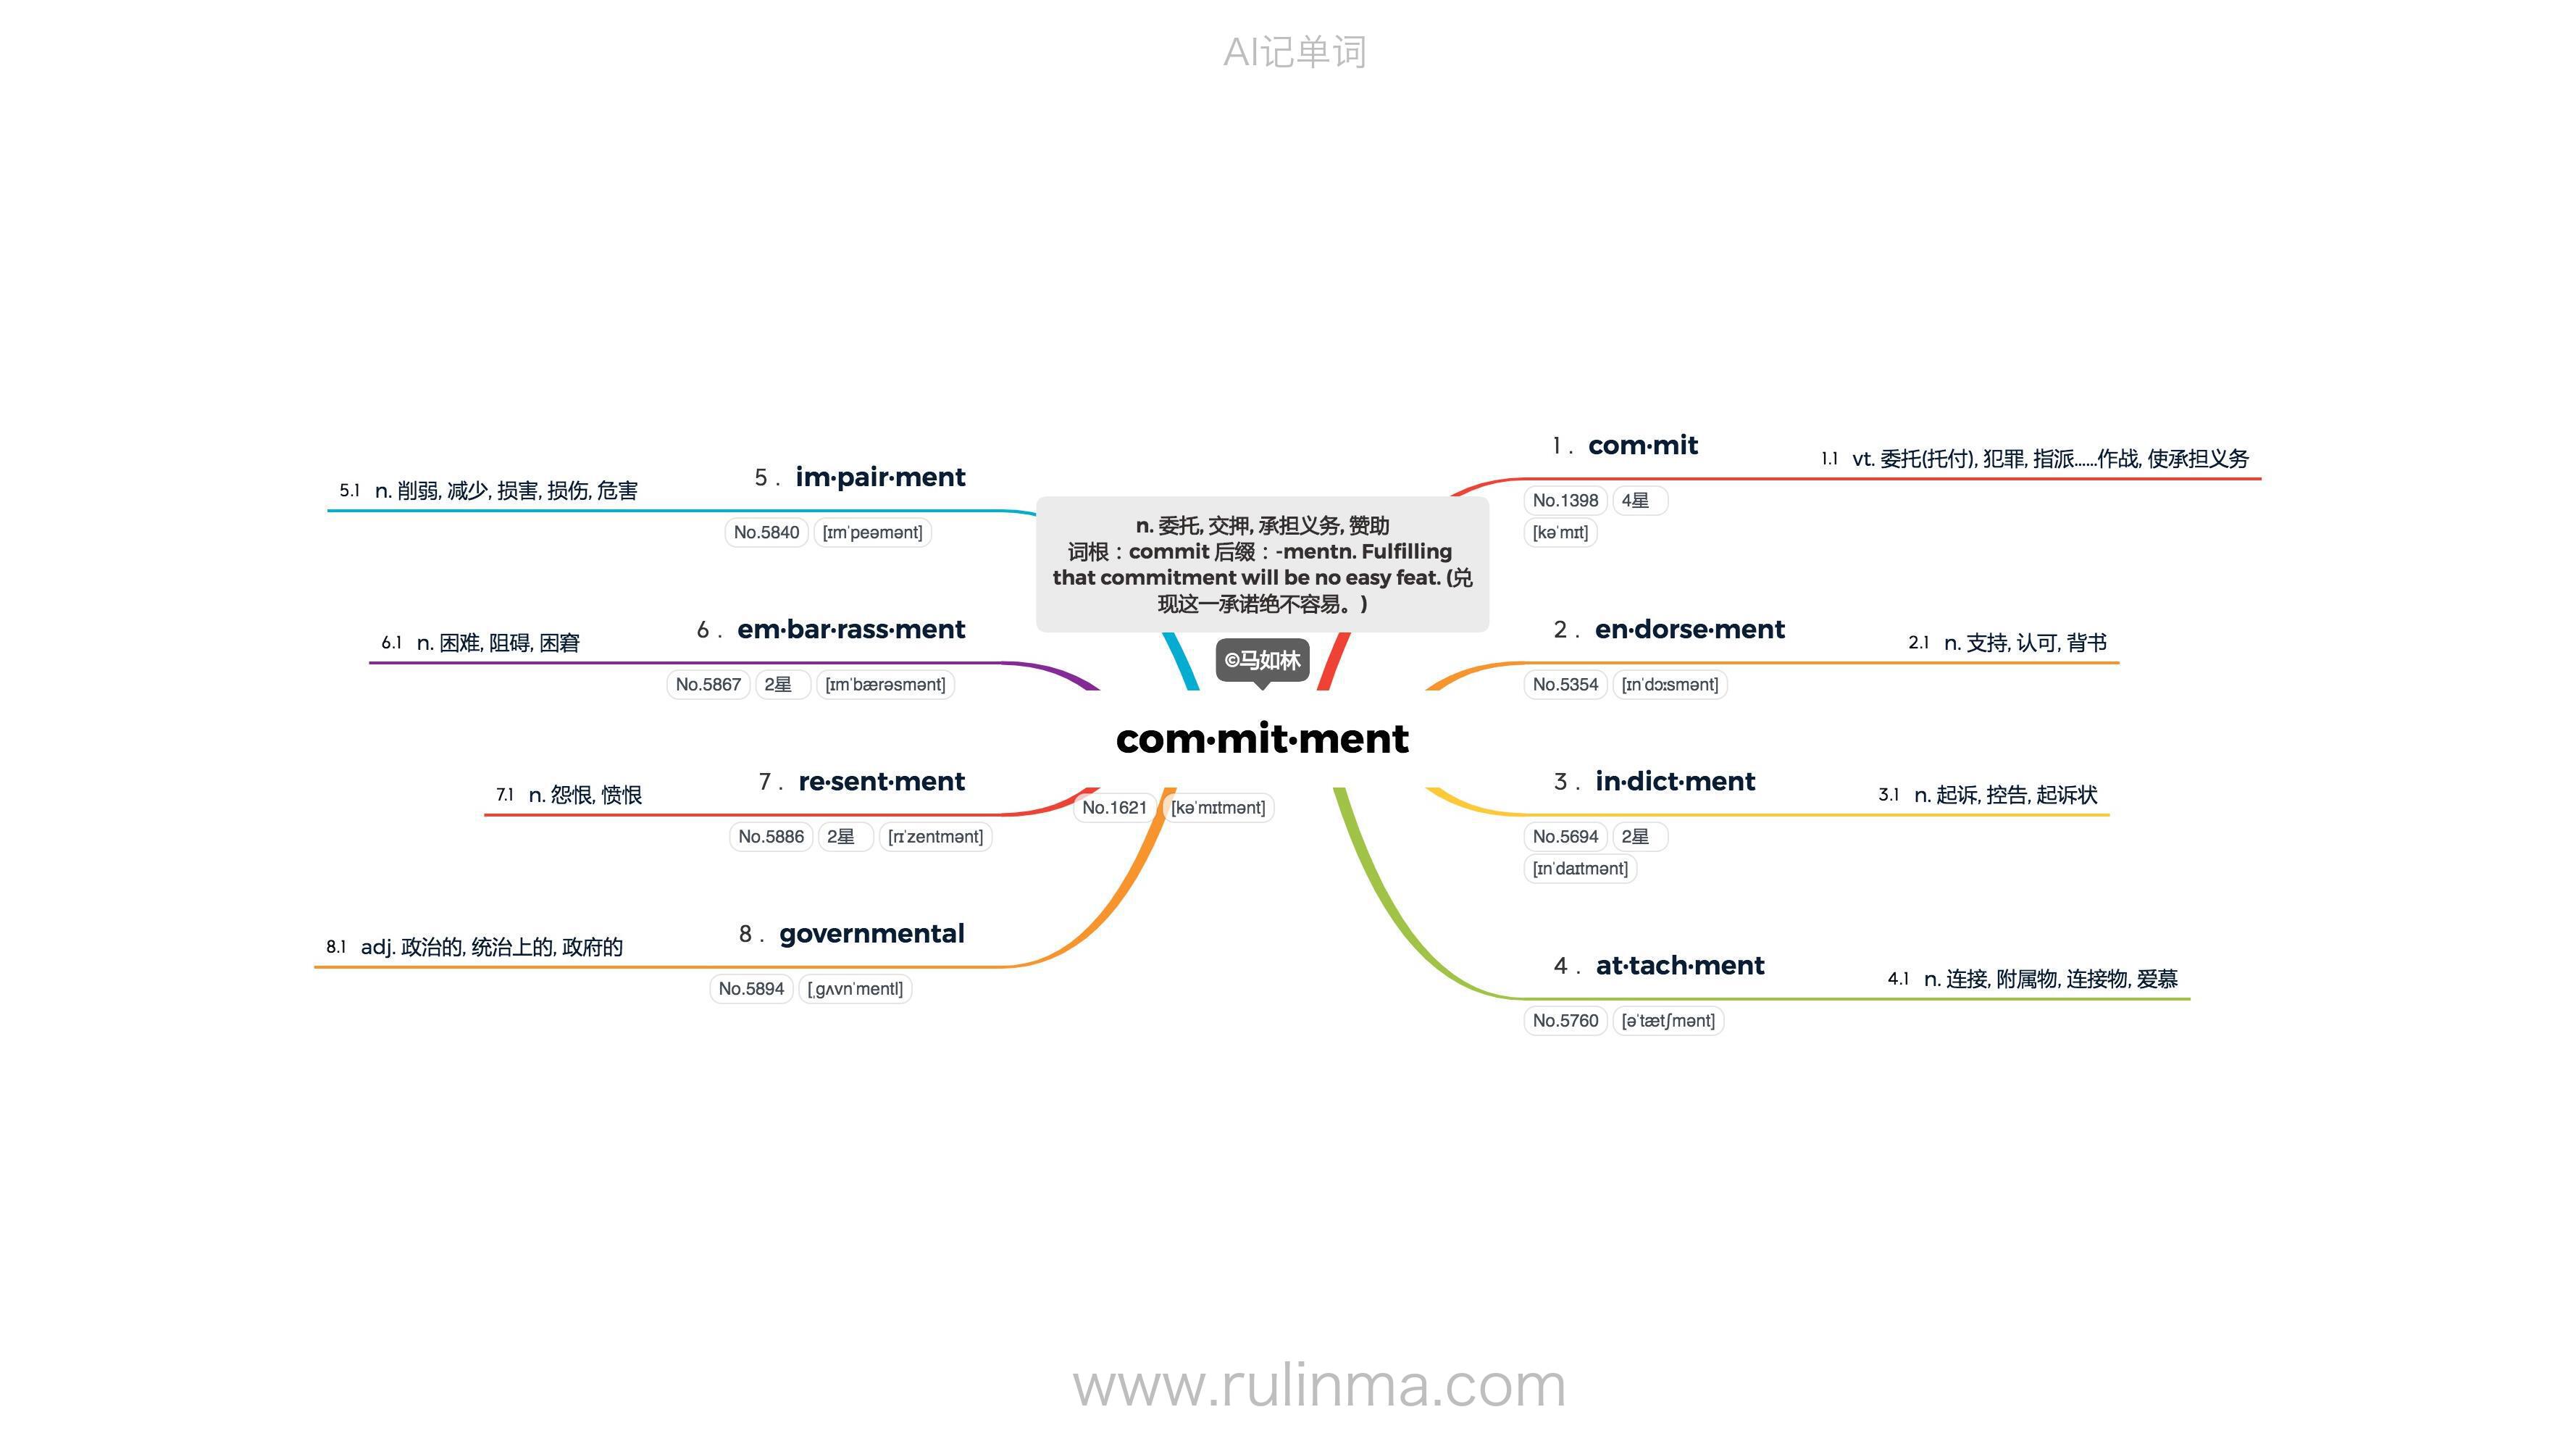 AI记单词
n. 委托, 交押, 承担义务, 赞助
词根：commit 后缀：-mentn. Fulfilling
that commitment will be no easy feat. (兑
现这一承诺绝不容易。)
©马如林
com·mit·ment
No.1621 [kəˈmɪtmənt]
1. com·mit
No.1398 4星
[kəˈmɪt]
1.1 vt. 委托(托付), 犯罪, 指派……作战, 使承担义务
2. en·dorse·ment
No.5354 [ɪnˈdɔːsmənt]
2.1 n. 支持, 认可, 背书
3. in·dict·ment
No.5694 2星
[ɪnˈdaɪtmənt]
3.1 n. 起诉, 控告, 起诉状
4. at·tach·ment
No.5760 [əˈtætʃmənt]
4.1 n. 连接, 附属物, 连接物, 爱慕
5. im·pair·ment
No.5840 [ɪmˈpeəmənt]
5.1 n. 削弱, 减少, 损害, 损伤, 危害
6. em·bar·rass·ment
No.5867 2星 [ɪmˈbærəsmənt]
6.1 n. 困难, 阻碍, 困窘
7. re·sent·ment
No.5886 2星 [rɪˈzentmənt]
7.1 n. 怨恨, 愤恨
8. governmental
No.5894 [ˌgʌvnˈmentl]
8.1 adj. 政治的, 统治上的, 政府的
www.rulinma.com